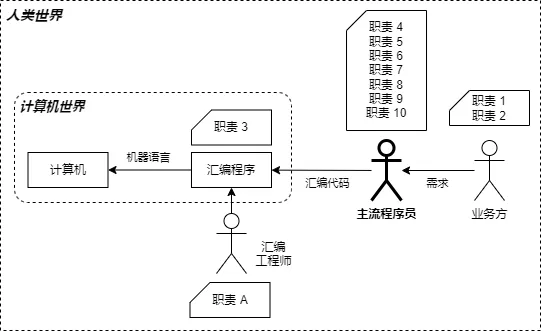 人类世界
职责 4
职责 5
职责 6
职责 7
职责 8
职责 9
职责 10
职责 1
职责 2
计算机世界
职责 3
计算机
机器语言
汇编程序
汇编代码
主流程序员
需求
业务方
汇编
工程师
职责 A